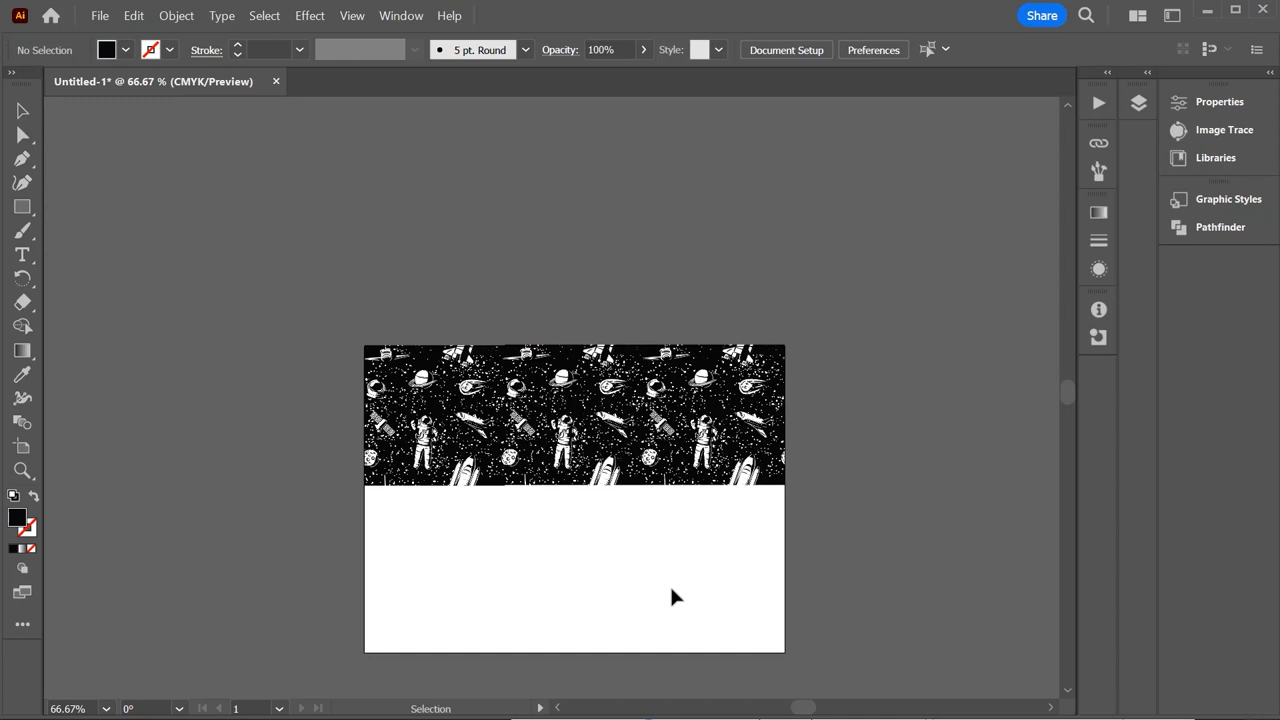 Ai File Edit Object Type Select Effect View Window Help Share
No Selection Stroke: 5 pt. Round Opacity: 100% Style: Document Setup Preferences
Untitled-1* @ 66.67 % (CMYK/Preview)
Properties
Image Trace
Libraries
Graphic Styles
Pathfinder
66.67% 0° 1 Selection